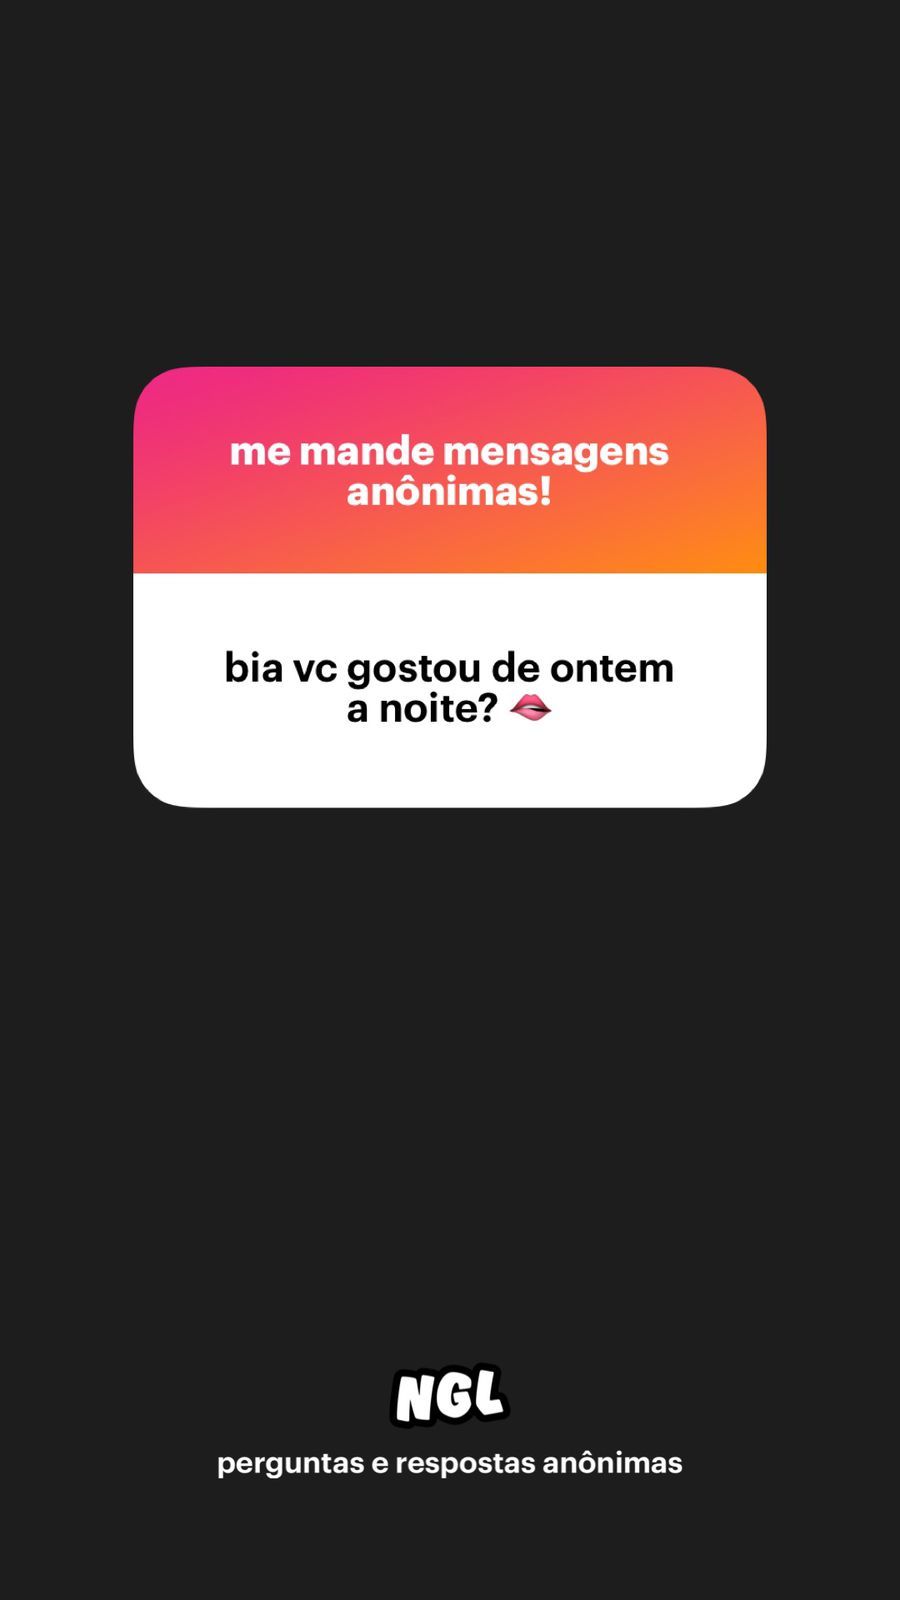 me mande mensagens
anônimas!
bia vc gostou de ontem
a noite? 🫦
NGL
perguntas e respostas anônimas